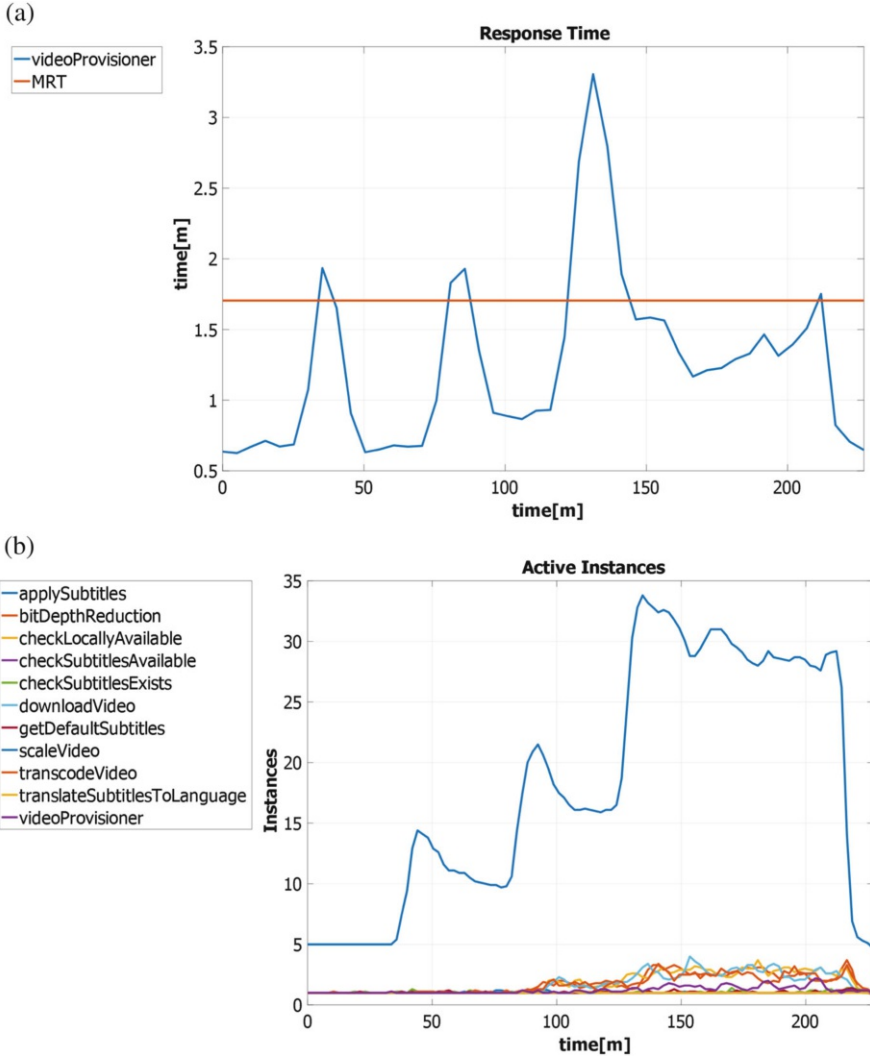 (a)
Response Time
videoProvisioner
MRT
3.5
3
2.5
2
1.5
1
0.5
time[m]
0 50 100 150 200
time[m]
(b)
Active Instances
applySubtitles
bitDepthReduction
checkLocallyAvailable
checkSubtitlesAvailable
checkSubtitlesExists
downloadVideo
getDefaultSubtitles
scaleVideo
transcodeVideo
translateSubtitlesToLanguage
videoProvisioner
35
30
25
20
15
10
5
0
Instances
0 50 100 150 200
time[m]